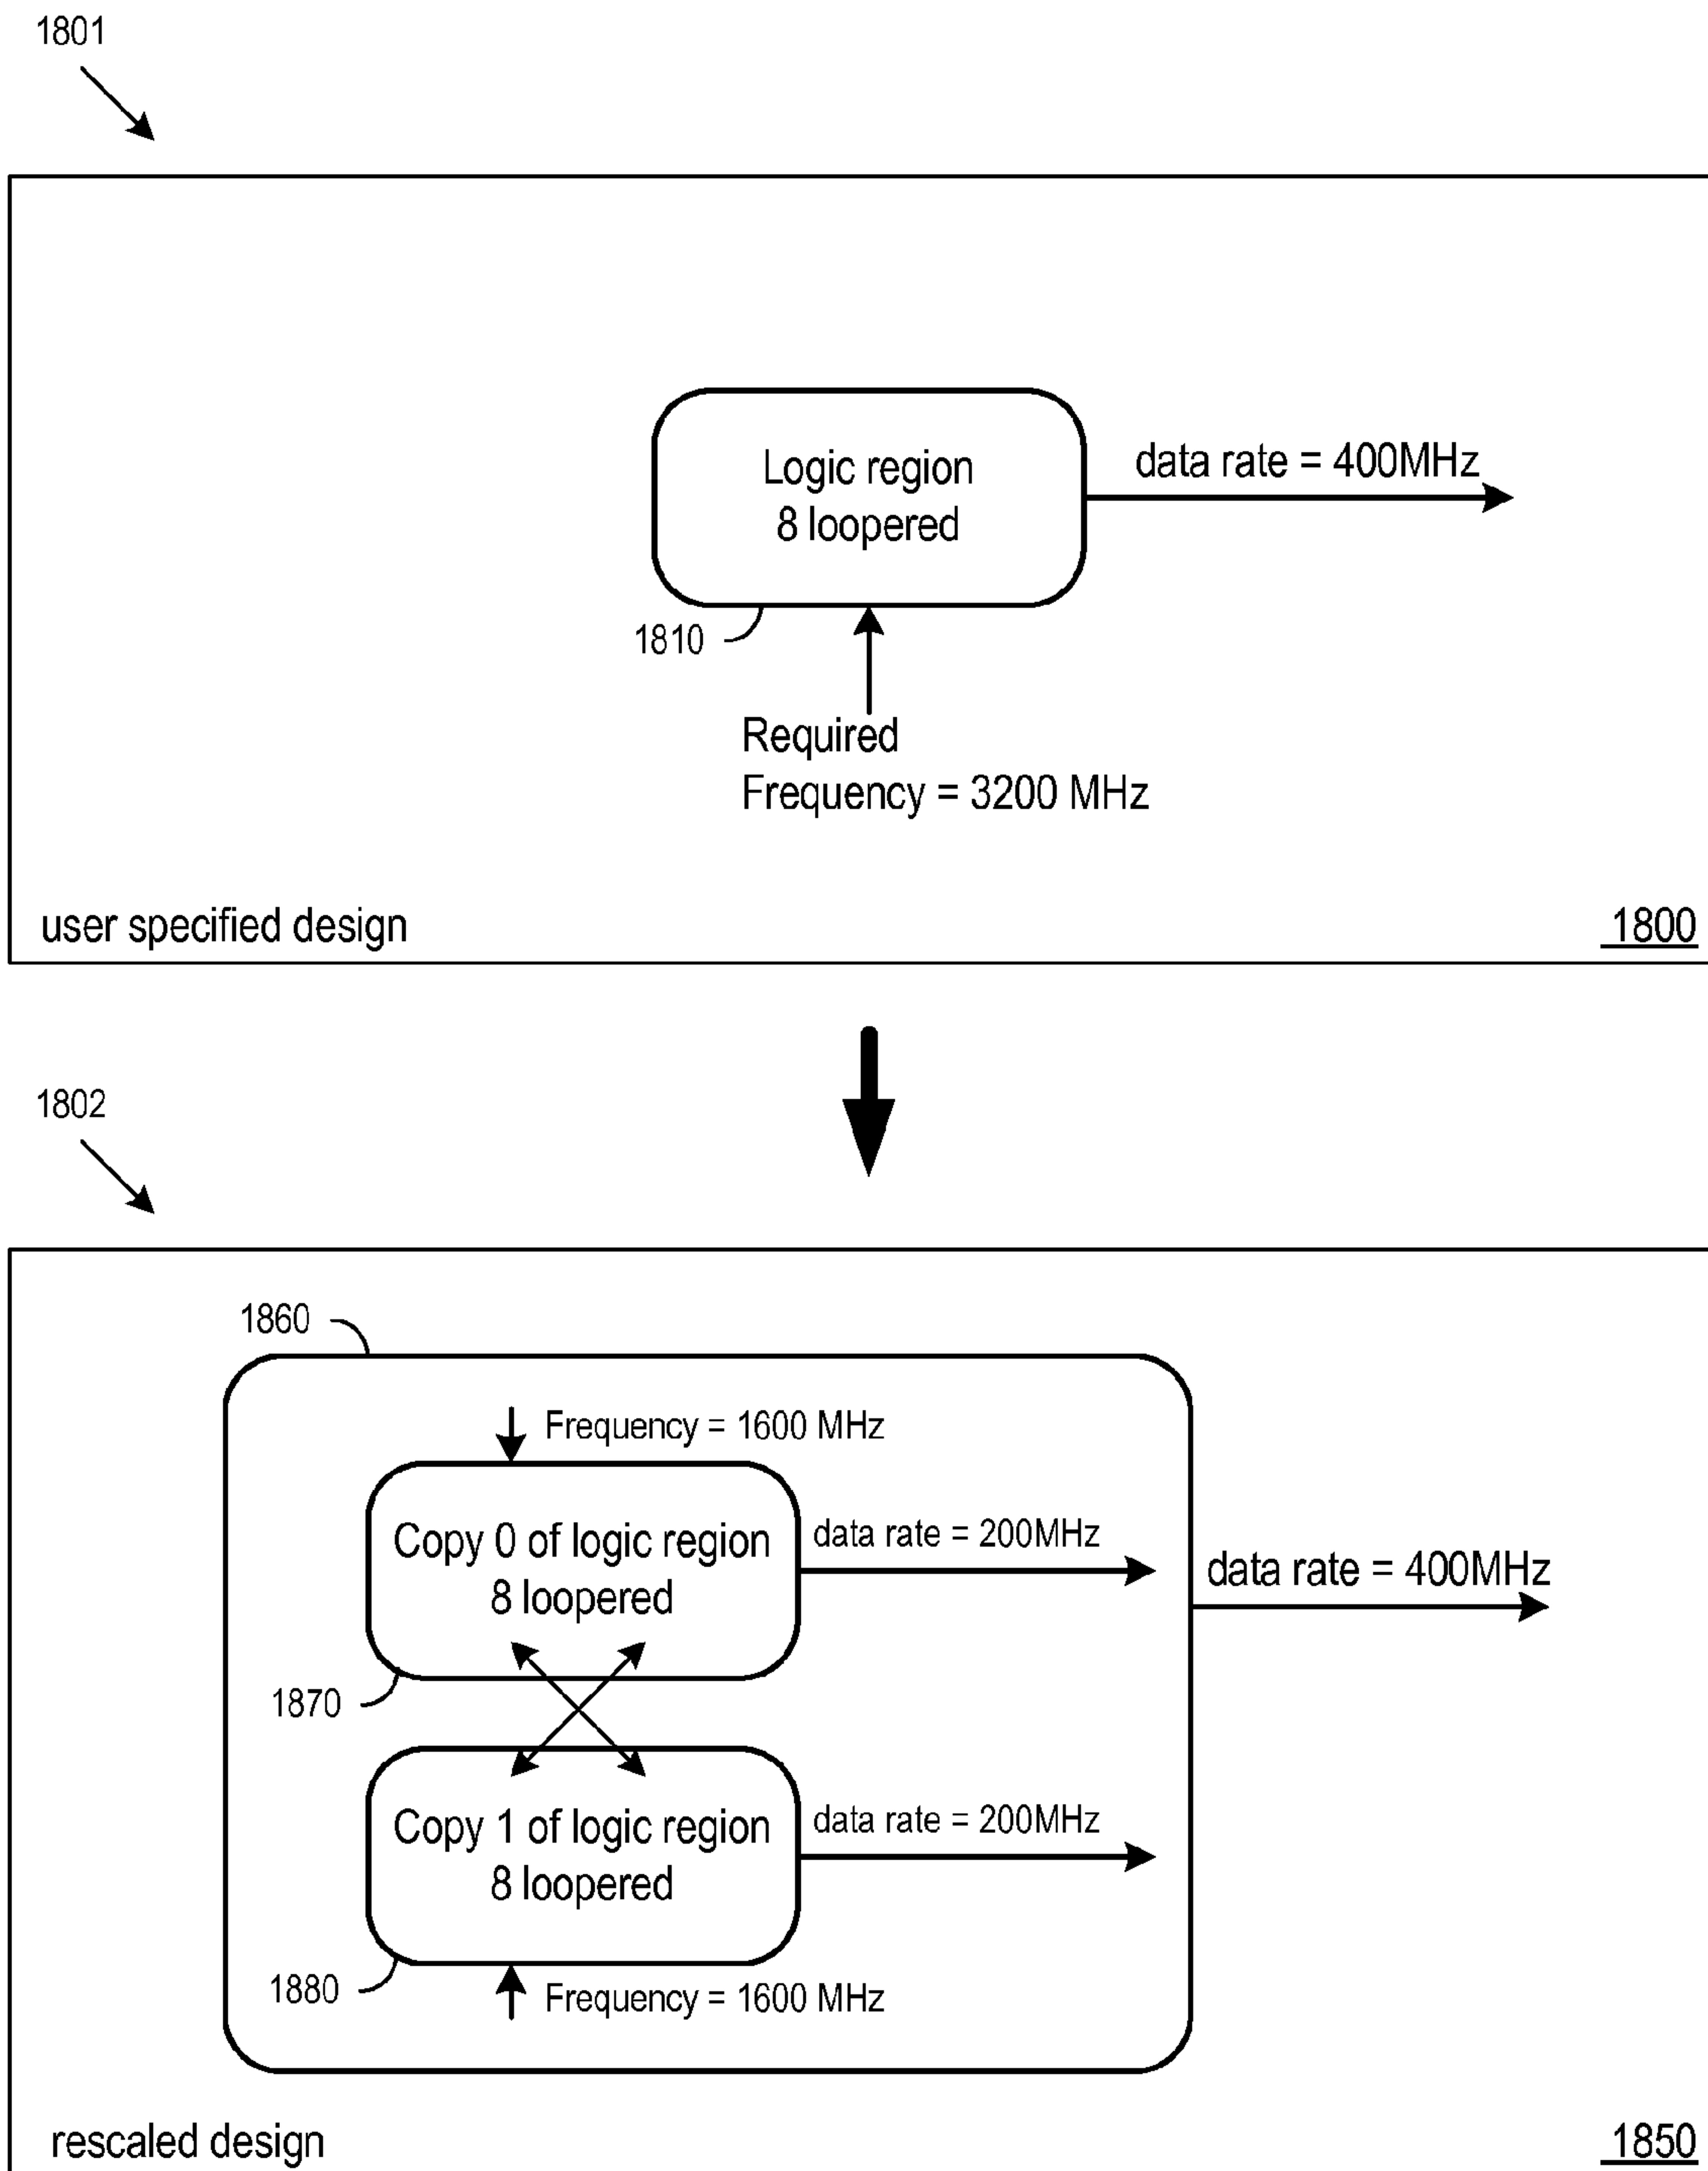 1801
Logic region
8 loopered
data rate = 400MHz
1810
Required
Frequency = 3200 MHz
user specified design
1800
1802
1860
Frequency = 1600 MHz
Copy 0 of logic region
8 loopered
data rate = 200MHz
data rate = 400MHz
1870
Copy 1 of logic region
8 loopered
data rate = 200MHz
1880
Frequency = 1600 MHz
rescaled design
1850